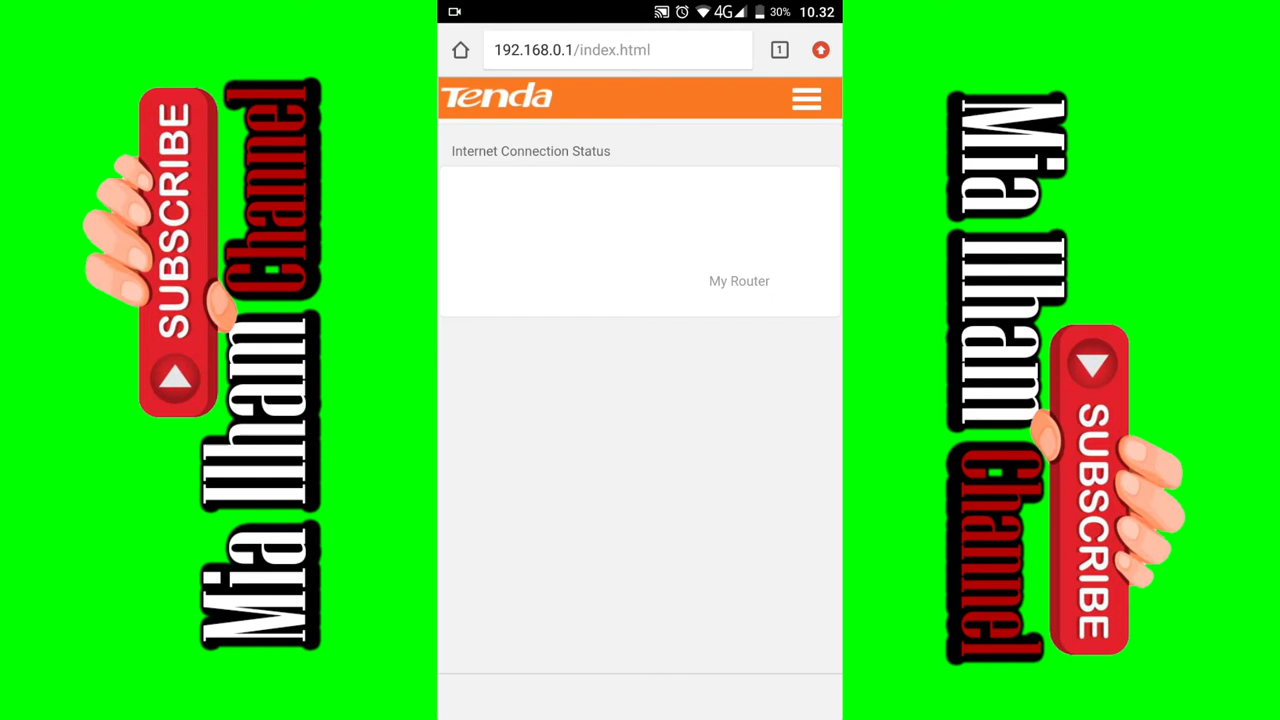 4G 30% 10.32
192.168.0.1/index.html
1
Tenda
Internet Connection Status
My Router
SUBSCRIBE
Mia Ilham Channel
Mia Ilham Channel
SUBSCRIBE